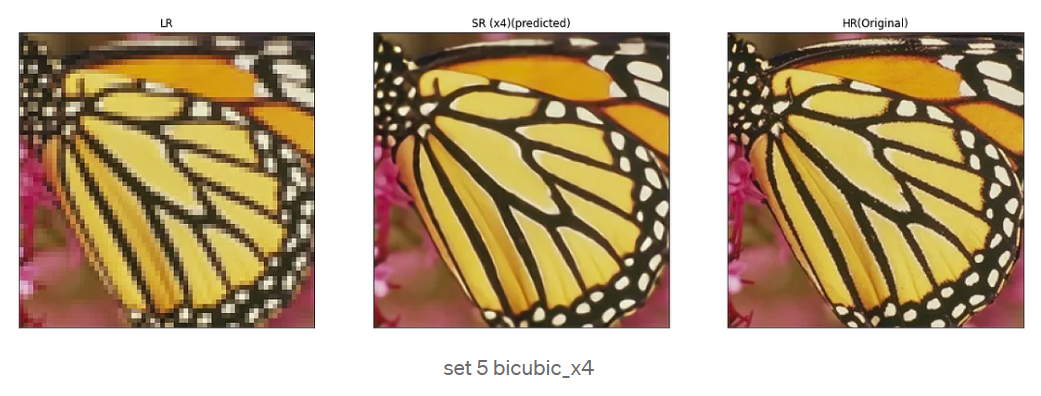 LR
SR (x4)(predicted)
HR(Original)
set 5 bicubic_x4